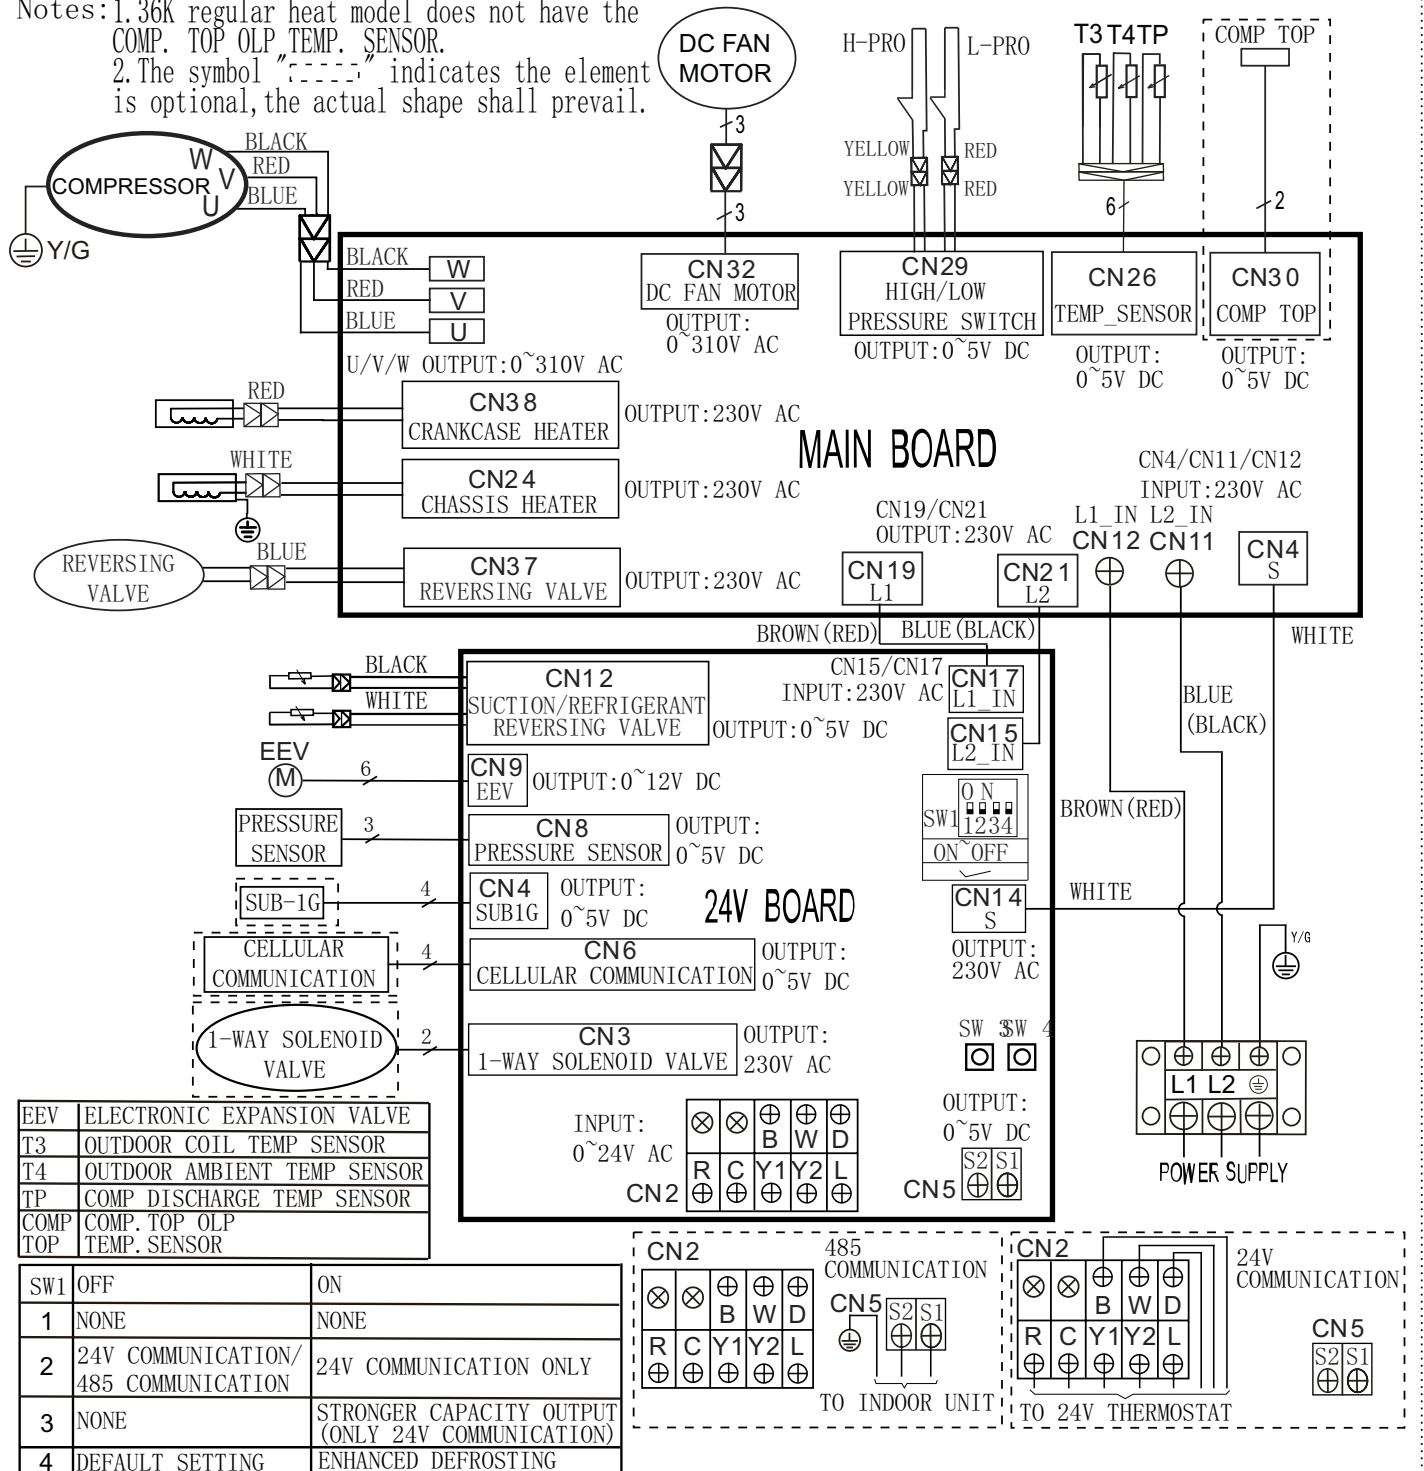 Notes:1.36K regular heat model does not have the
COMP. TOP OLP TEMP. SENSOR.
2.The symbol "[-----]" indicates the element
is optional,the actual shape shall prevail.
DC FAN
MOTOR
3
3
H-PRO
L-PRO
YELLOW
RED
YELLOW
RED
T3 T4 TP
6
COMP TOP
2
COMPRESSOR
W
V
U
BLACK
RED
BLUE
Y/G
BLACK
W
RED
V
BLUE
U
U/V/W OUTPUT:0~310V AC
CN32
DC FAN MOTOR
OUTPUT:
0~310V AC
CN29
HIGH/LOW
PRESSURE SWITCH
OUTPUT:0~5V DC
CN26
TEMP_SENSOR
OUTPUT:
0~5V DC
CN30
COMP TOP
OUTPUT:
0~5V DC
RED
CN38
CRANKCASE HEATER
OUTPUT:230V AC
WHITE
CN24
CHASSIS HEATER
OUTPUT:230V AC
REVERSING
VALVE
BLUE
CN37
REVERSING VALVE
OUTPUT:230V AC
MAIN BOARD
CN19/CN21
OUTPUT:230V AC
CN19
L1
CN21
L2
CN4/CN11/CN12
INPUT:230V AC
L1_IN L2_IN
CN12 CN11
CN4
S
BROWN(RED)
BLUE(BLACK)
WHITE
BLACK
WHITE
CN12
SUCTION/REFRIGERANT
REVERSING VALVE
OUTPUT:0~5V DC
CN15/CN17
INPUT:230V AC
CN17
L1_IN
CN15
L2_IN
BLUE
(BLACK)
BROWN(RED)
EEV
M
6
CN9
EEV
OUTPUT:0~12V DC
PRESSURE
SENSOR
3
CN8
PRESSURE SENSOR
OUTPUT:
0~5V DC
SW1
ON
1234
ON~OFF
SUB-1G
4
CN4
SUB1G
OUTPUT:
0~5V DC
24V BOARD
CN14
S
OUTPUT:
230V AC
WHITE
Y/G
CELLULAR
COMMUNICATION
4
CN6
CELLULAR COMMUNICATION
OUTPUT:
0~5V DC
1-WAY SOLENOID
VALVE
2
CN3
1-WAY SOLENOID VALVE
OUTPUT:
230V AC
SW 3
SW 4
L1 L2
POWER SUPPLY
INPUT:
0~24V AC
CN2
B W D
R C Y1 Y2 L
OUTPUT:
0~5V DC
CN5
S2 S1
EEV ELECTRONIC EXPANSION VALVE
T3 OUTDOOR COIL TEMP SENSOR
T4 OUTDOOR AMBIENT TEMP SENSOR
TP COMP DISCHARGE TEMP SENSOR
COMP COMP.TOP OLP
TOP TEMP.SENSOR
SW1 OFF ON
1 NONE NONE
2 24V COMMUNICATION/ 24V COMMUNICATION ONLY
485 COMMUNICATION
3 NONE STRONGER CAPACITY OUTPUT
(ONLY 24V COMMUNICATION)
4 DEFAULT SETTING ENHANCED DEFROSTING
CN2
B W D
R C Y1 Y2 L
485
COMMUNICATION
CN5
S2 S1
TO INDOOR UNIT
CN2
B W D
R C Y1 Y2 L
TO 24V THERMOSTAT
24V
COMMUNICATION
CN5
S2 S1